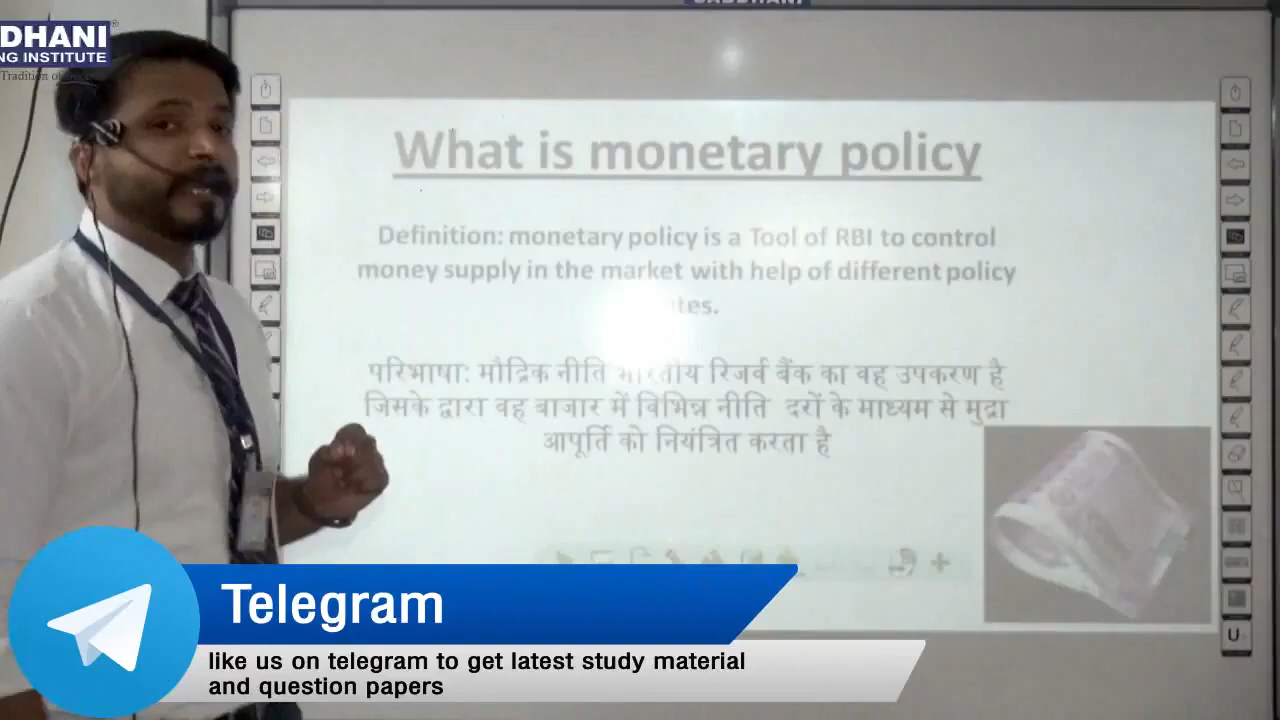 DHANI
NG INSTITUTE
Tradition of
What is monetary policy
Definition: monetary policy is a Tool of RBI to control
money supply in the market with help of different policy
परिभाषा: मौद्रिक नीति भारतीय रिजर्व बैंक का वह उपकरण है
जिसके द्वारा वह बाजार में विभिन्न नीति दरों के माध्यम से मुद्रा
आपूर्ति को नियंत्रित करता है
Telegram
like us on telegram to get latest study material
and question papers